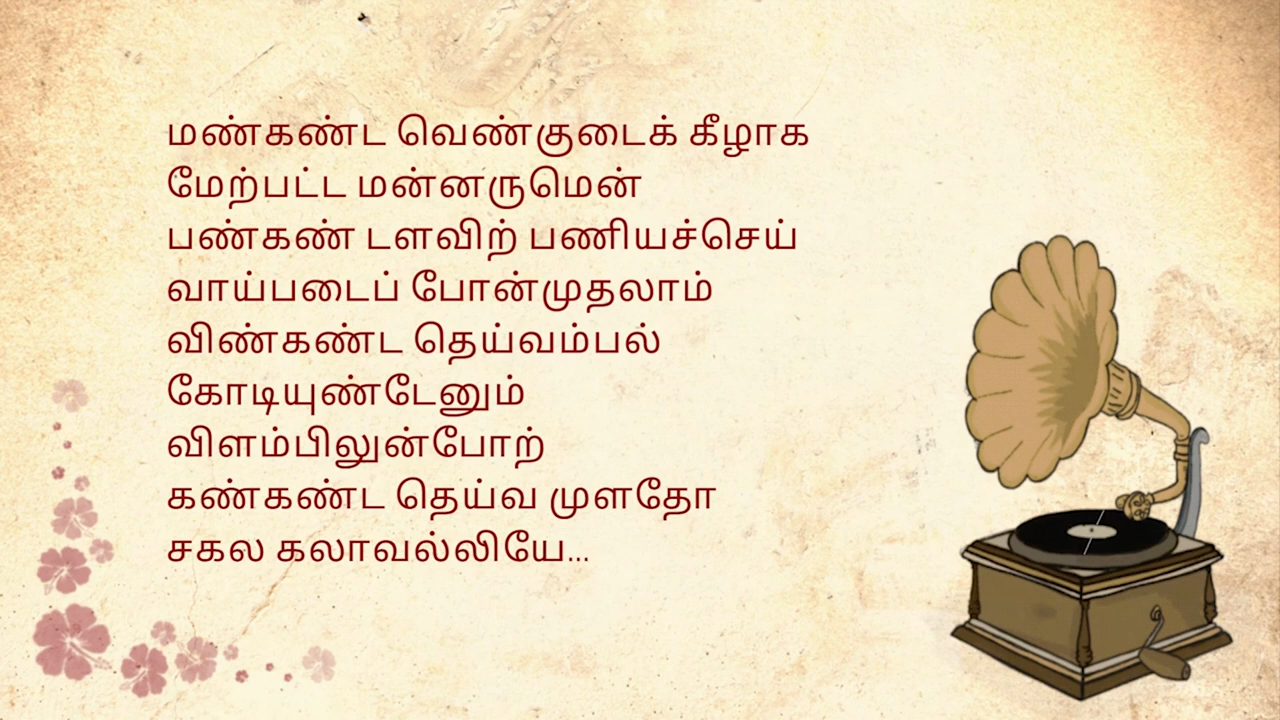 மண்கண்ட வெண்குடைக் கீழாக
மேற்பட்ட மன்னருமென்
பண்கண் டளவிற் பணியச்செய்
வாய்படைப் போன்முதலாம்
விண்கண்ட தெய்வம்பல்
கோடியுண்டேனும்
விளம்பிலுன்போற்
கண்கண்ட தெய்வ முளதோ
சகல கலாவல்லியே...